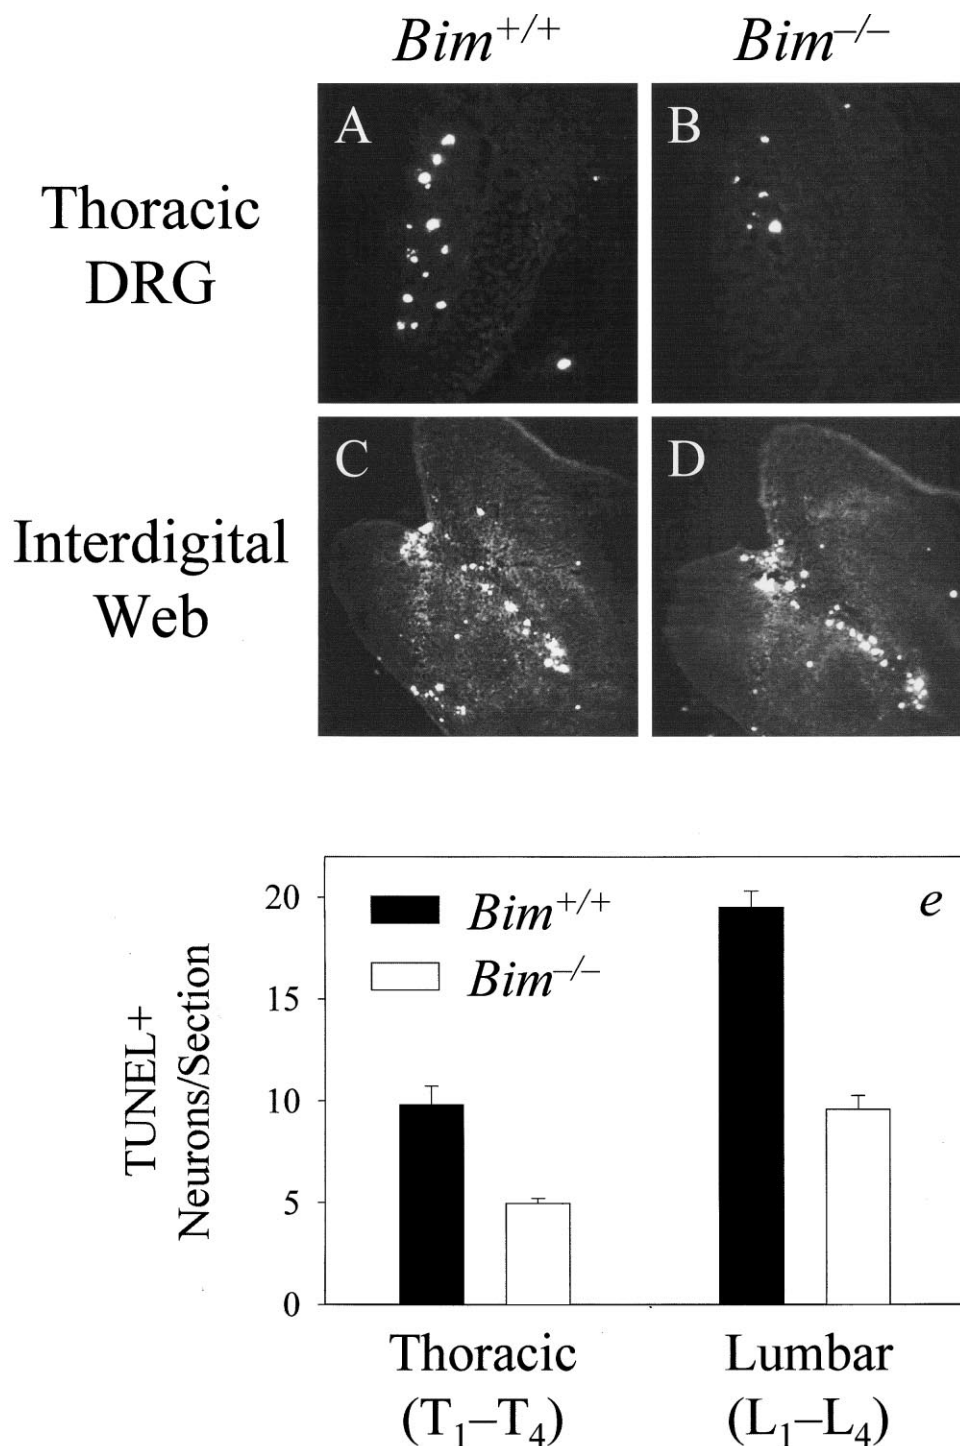 Bim+/+ Bim–/–
A B
Thoracic
DRG
C D
Interdigital
Web
e
20
15
10
5
0
Bim+/+
Bim–/–
TUNEL+
Neurons/Section
Thoracic Lumbar
(T1–T4) (L1–L4)